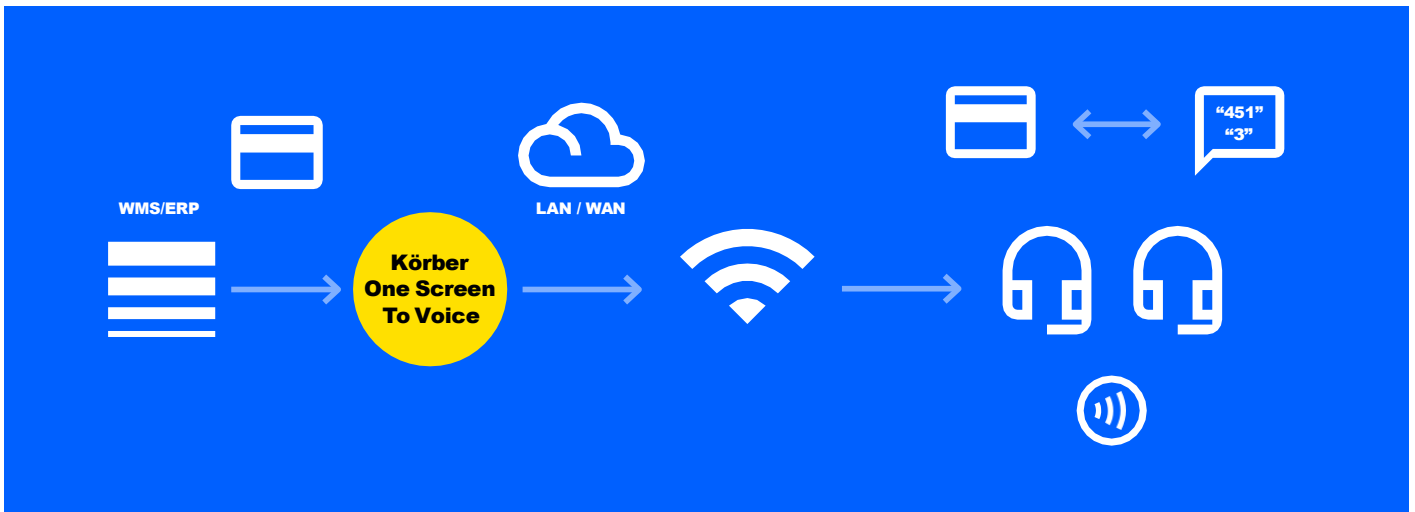 “451”
“3”
WMS/ERP
LAN / WAN
Körber
One Screen
To Voice